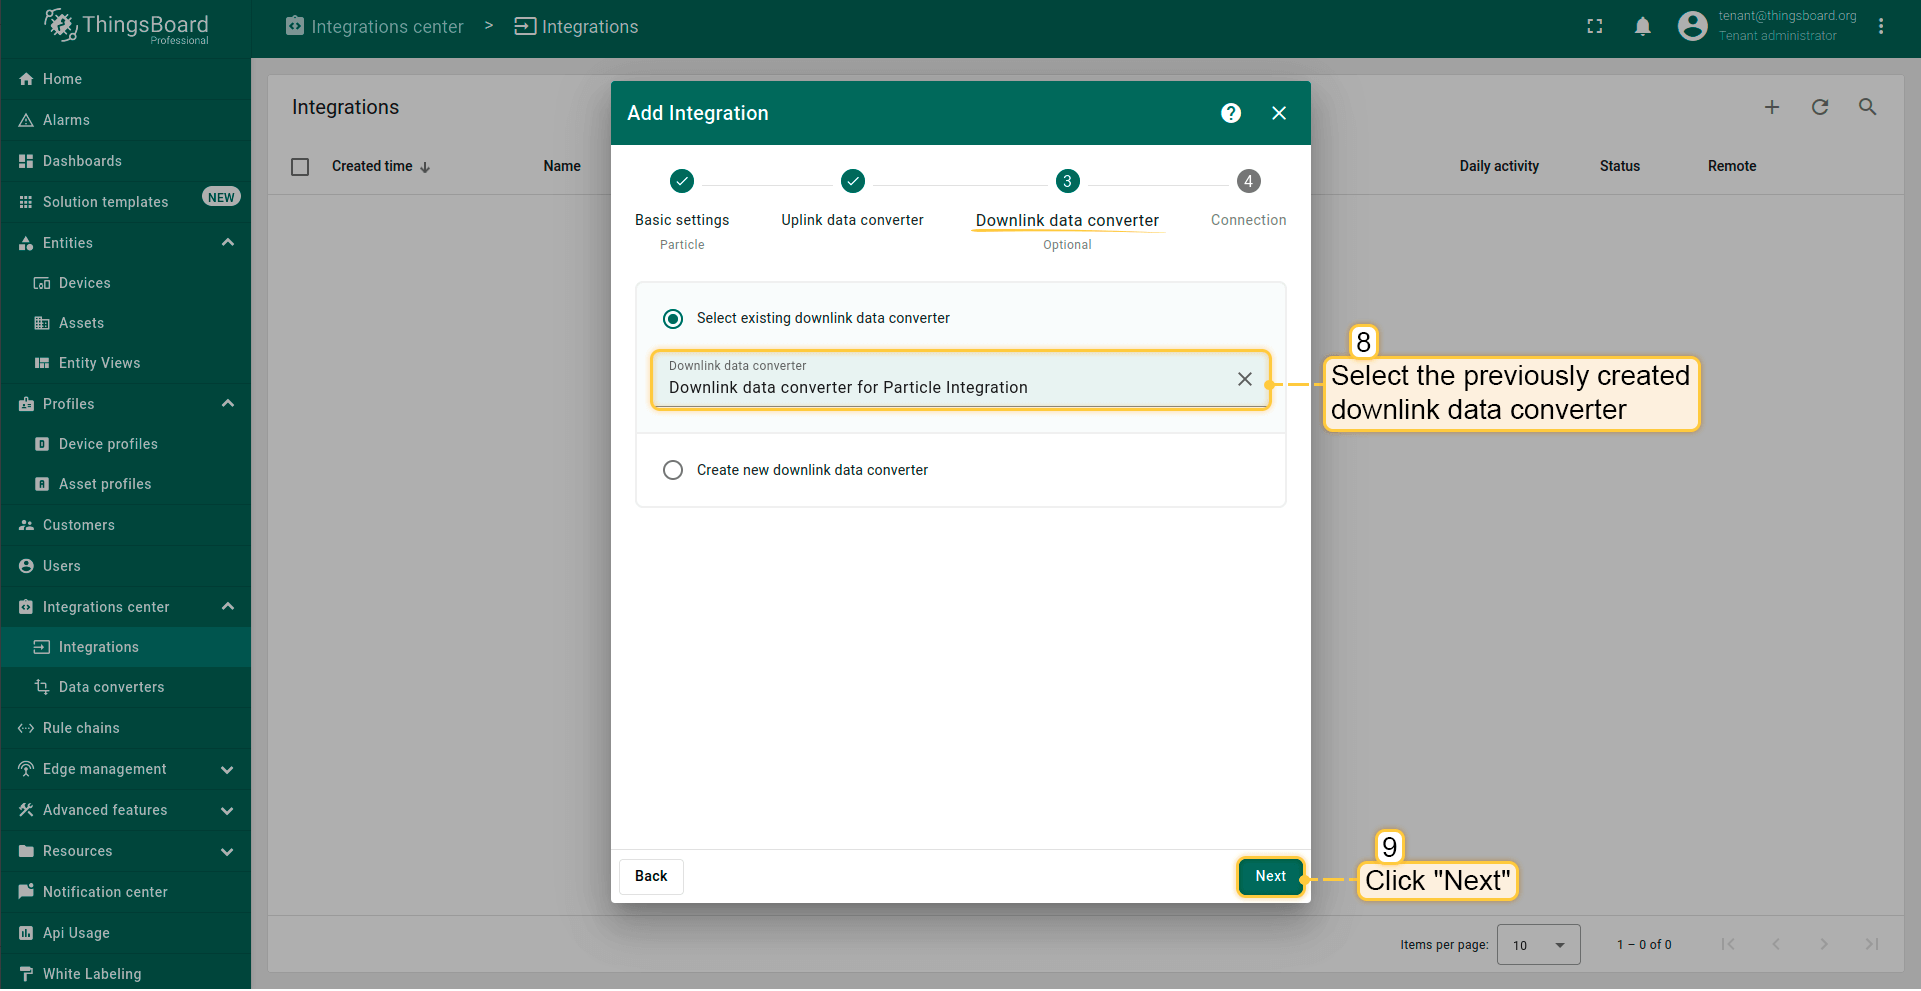 ThingsBoard
Professional
Integrations center > Integrations
tenant@thingsboard.org
Tenant administrator
Home
Alarms
Dashboards
Solution templates NEW
Entities
Devices
Assets
Entity Views
Profiles
Device profiles
Asset profiles
Customers
Users
Integrations center
Integrations
Data converters
Rule chains
Edge management
Advanced features
Resources
Notification center
Api Usage
White Labeling
Integrations
Created time Name Daily activity Status Remote
Add Integration
3 4
Basic settings Uplink data converter Downlink data converter Connection
Particle Optional
Select existing downlink data converter
Downlink data converter
Downlink data converter for Particle Integration
Create new downlink data converter
8
Select the previously created
downlink data converter
Back Next
9
Click "Next"
Items per page: 10 1 – 0 of 0